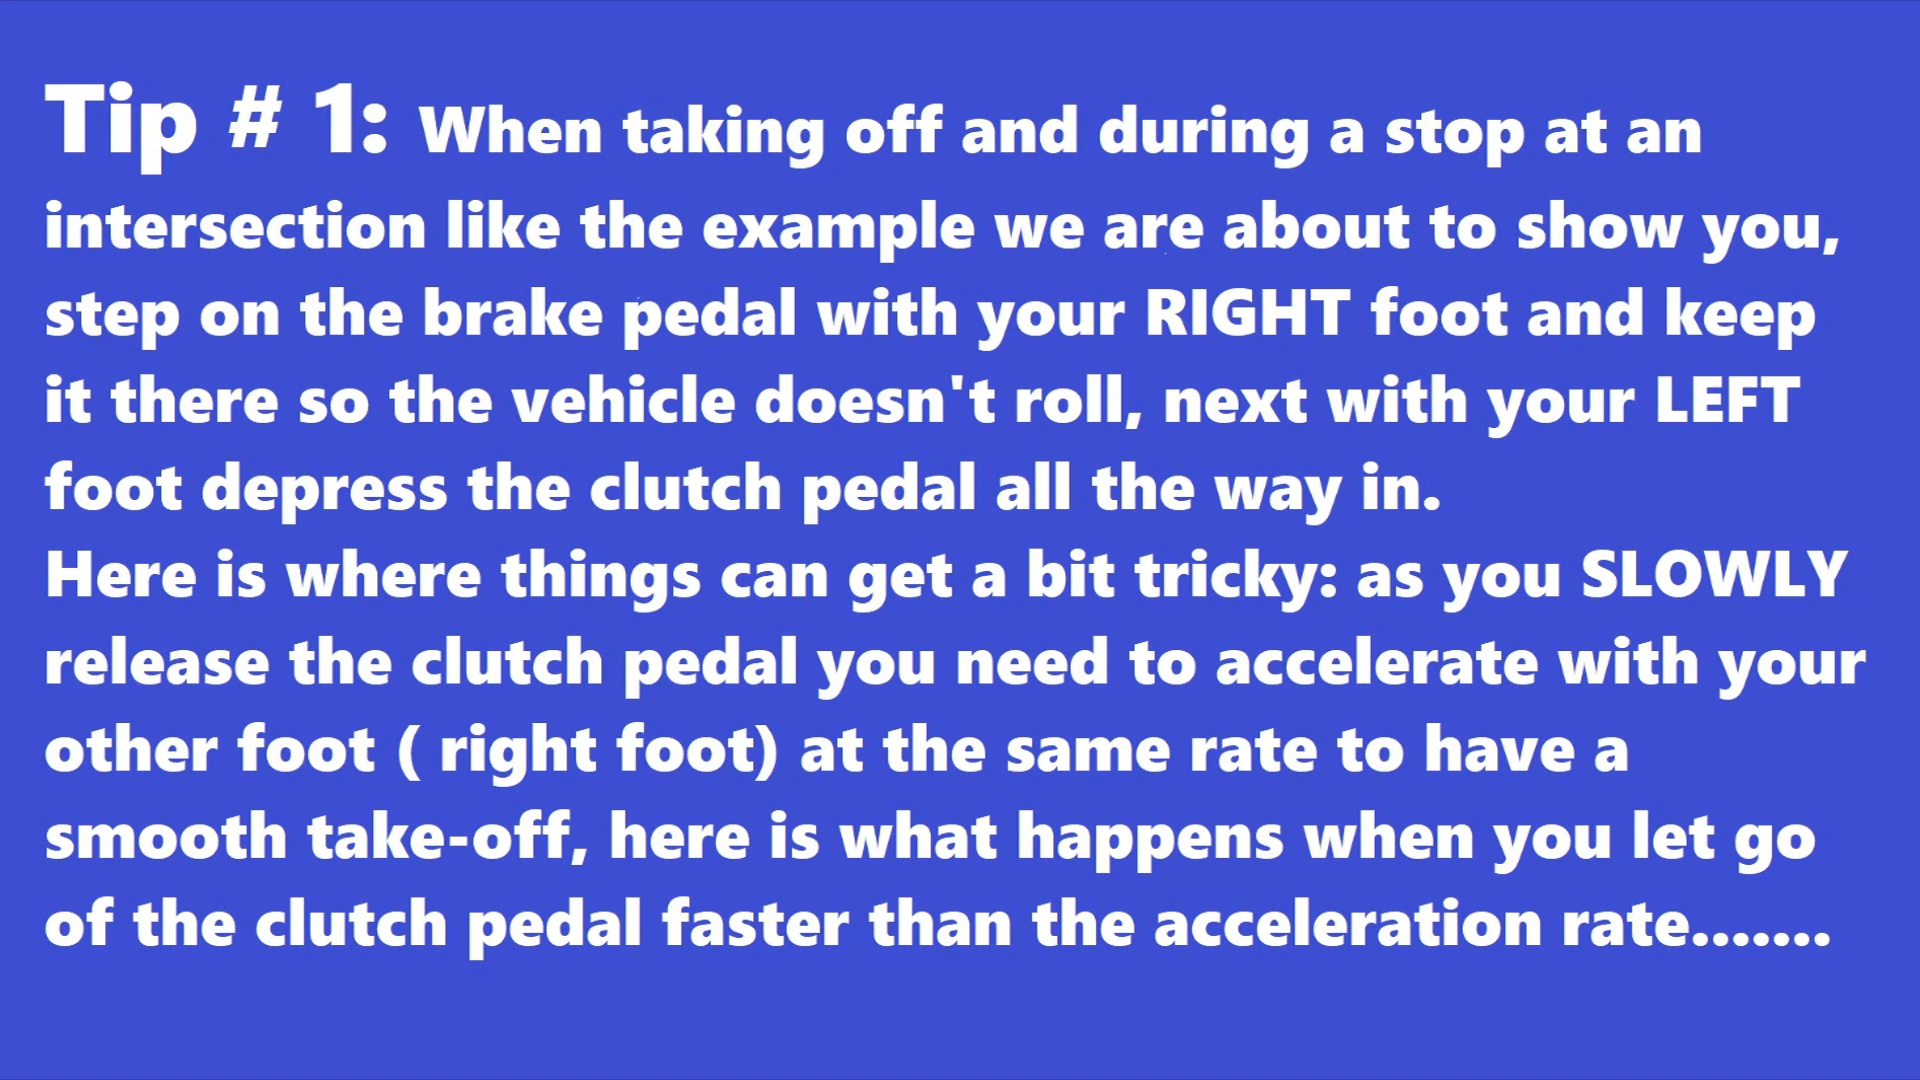 Tip # 1: When taking off and during a stop at an
intersection like the example we are about to show you,
step on the brake pedal with your RIGHT foot and keep
it there so the vehicle doesn't roll, next with your LEFT
foot depress the clutch pedal all the way in.
Here is where things can get a bit tricky: as you SLOWLY
release the clutch pedal you need to accelerate with your
other foot ( right foot) at the same rate to have a
smooth take-off, here is what happens when you let go
of the clutch pedal faster than the acceleration rate.......